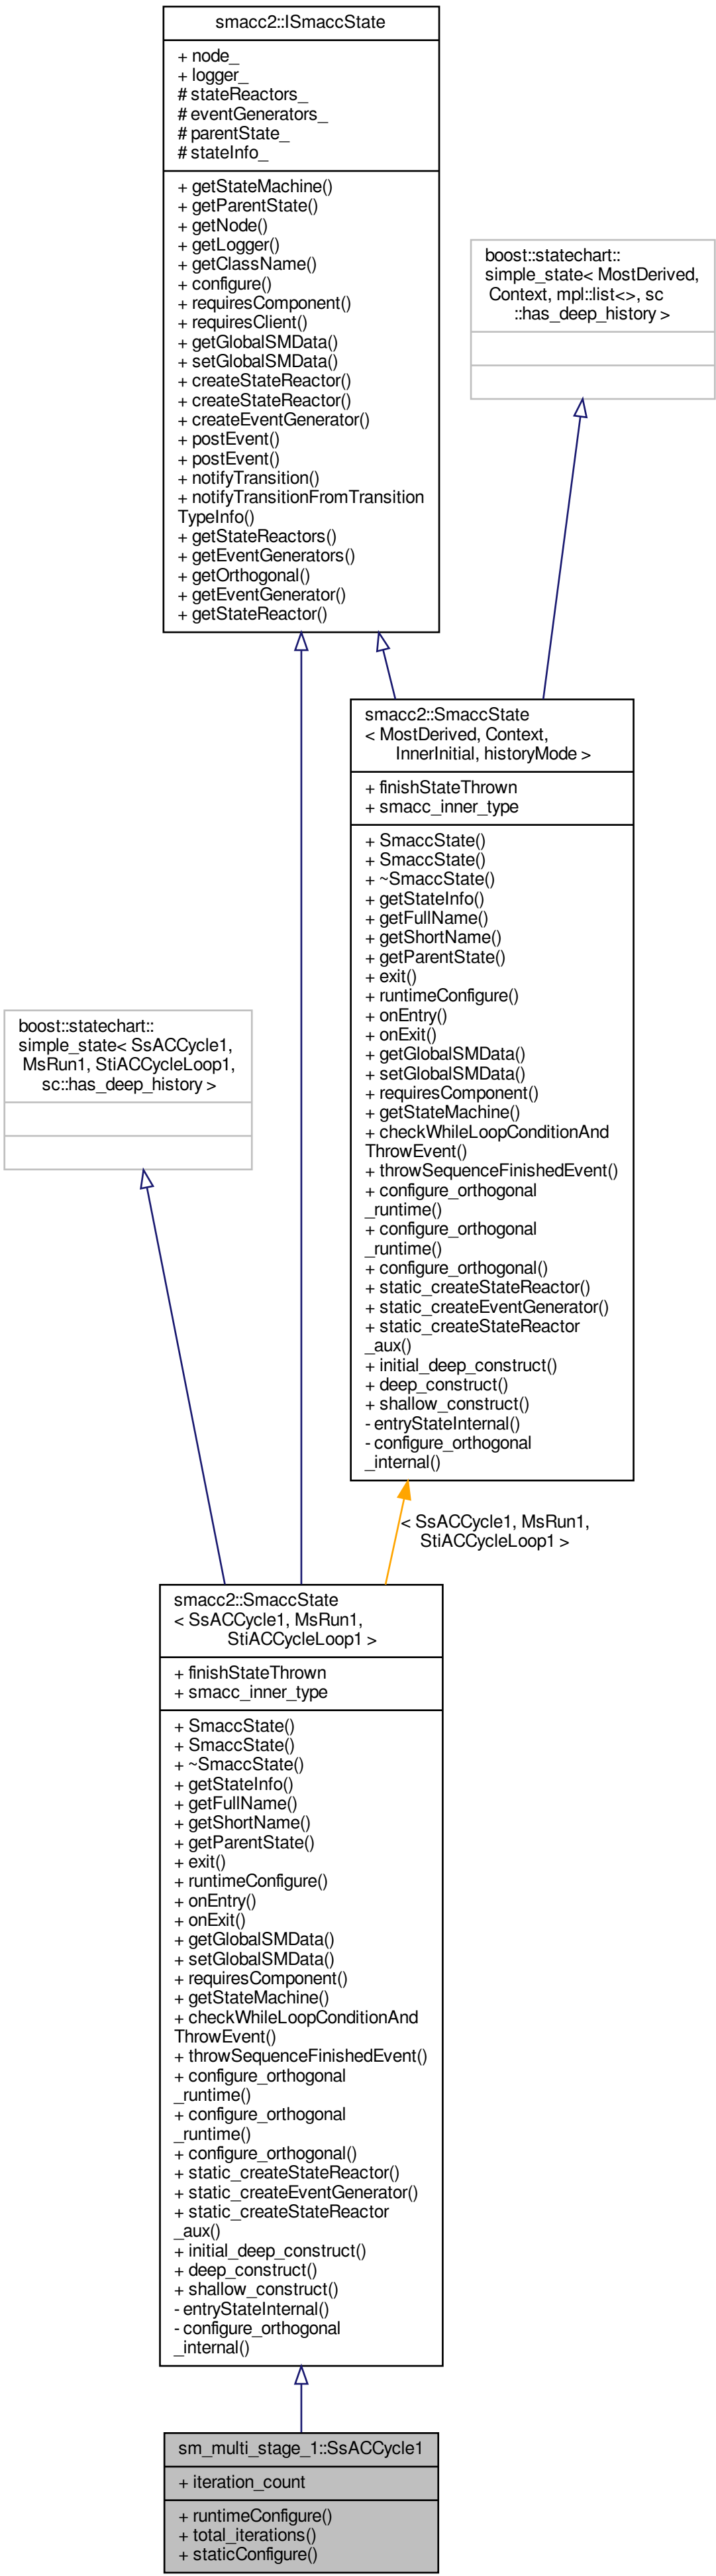 smacc2::ISmaccState
+ node_
+ logger_
# stateReactors_
# eventGenerators_
# parentState_
# stateInfo_
+ getStateMachine()
+ getParentState()
+ getNode()
+ getLogger()
+ getClassName()
+ configure()
+ requiresComponent()
+ requiresClient()
+ getGlobalSMData()
+ setGlobalSMData()
+ createStateReactor()
+ createStateReactor()
+ createEventGenerator()
+ postEvent()
+ postEvent()
+ notifyTransition()
+ notifyTransitionFromTransition
TypeInfo()
+ getStateReactors()
+ getEventGenerators()
+ getOrthogonal()
+ getEventGenerator()
+ getStateReactor()
boost::statechart::
simple_state< MostDerived,
Context, mpl::list<>, sc
::has_deep_history >
smacc2::SmaccState
< MostDerived, Context,
InnerInitial, historyMode >
+ finishStateThrown
+ smacc_inner_type
+ SmaccState()
+ SmaccState()
+ ~SmaccState()
+ getStateInfo()
+ getFullName()
+ getShortName()
+ getParentState()
+ exit()
+ runtimeConfigure()
+ onEntry()
+ onExit()
+ getGlobalSMData()
+ setGlobalSMData()
+ requiresComponent()
+ getStateMachine()
+ checkWhileLoopConditionAnd
ThrowEvent()
+ throwSequenceFinishedEvent()
+ configure_orthogonal
_runtime()
+ configure_orthogonal
_runtime()
+ configure_orthogonal()
+ static_createStateReactor()
+ static_createEventGenerator()
+ static_createStateReactor
_aux()
+ initial_deep_construct()
+ deep_construct()
+ shallow_construct()
- entryStateInternal()
- configure_orthogonal
_internal()
boost::statechart::
simple_state< SsACCycle1,
MsRun1, StiACCycleLoop1,
sc::has_deep_history >
< SsACCycle1, MsRun1,
StiACCycleLoop1 >
smacc2::SmaccState
< SsACCycle1, MsRun1,
StiACCycleLoop1 >
+ finishStateThrown
+ smacc_inner_type
+ SmaccState()
+ SmaccState()
+ ~SmaccState()
+ getStateInfo()
+ getFullName()
+ getShortName()
+ getParentState()
+ exit()
+ runtimeConfigure()
+ onEntry()
+ onExit()
+ getGlobalSMData()
+ setGlobalSMData()
+ requiresComponent()
+ getStateMachine()
+ checkWhileLoopConditionAnd
ThrowEvent()
+ throwSequenceFinishedEvent()
+ configure_orthogonal
_runtime()
+ configure_orthogonal
_runtime()
+ configure_orthogonal()
+ static_createStateReactor()
+ static_createEventGenerator()
+ static_createStateReactor
_aux()
+ initial_deep_construct()
+ deep_construct()
+ shallow_construct()
- entryStateInternal()
- configure_orthogonal
_internal()
sm_multi_stage_1::SsACCycle1
+ iteration_count
+ runtimeConfigure()
+ total_iterations()
+ staticConfigure()